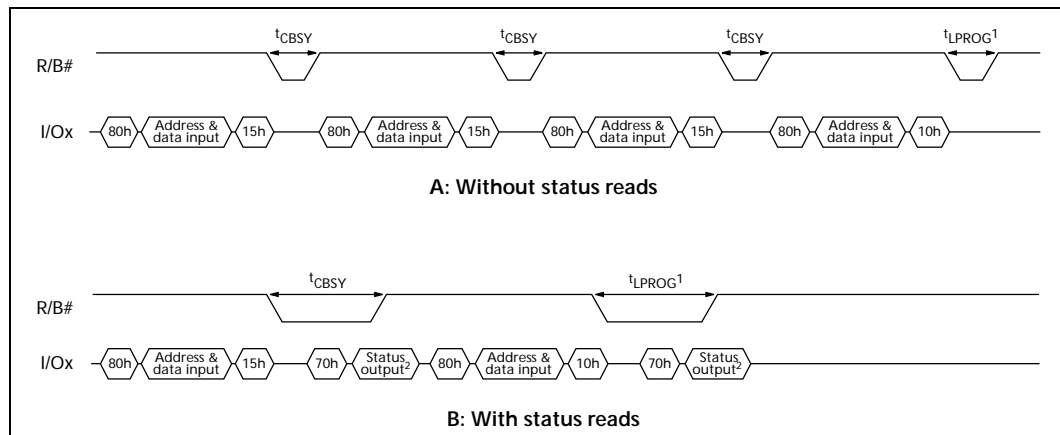 tCBSY tCBSY tCBSY tLPROG1
R/B#
I/Ox 80h Address & data input 15h 80h Address & data input 15h 80h Address & data input 15h 80h Address & data input 10h
A: Without status reads
tCBSY tLPROG1
R/B#
I/Ox 80h Address & data input 15h 70h Status output2 80h Address & data input 10h 70h Status output2
B: With status reads